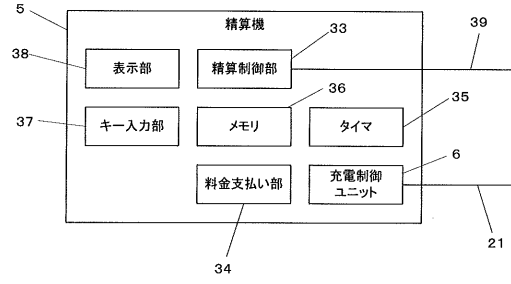 5
精算機
33
39
38
表示部
精算制御部
36
35
37
キー入力部
メモリ
タイマ
6
料金支払い部
充電制御
ユニット
21
34